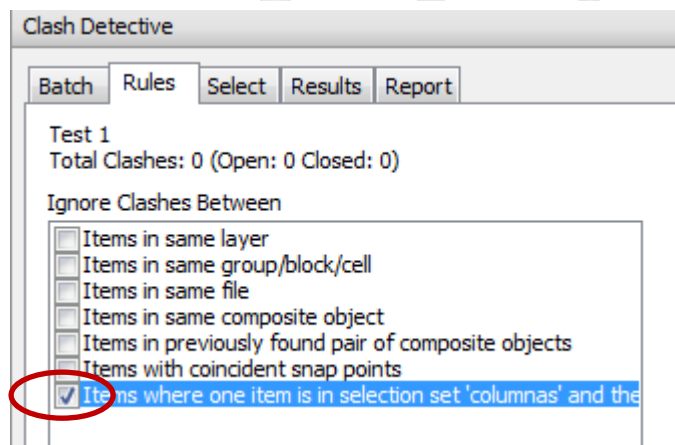 Clash Detective
Batch Rules Select Results Report
Test 1
Total Clashes: 0 (Open: 0 Closed: 0)
Ignore Clashes Between
Items in same layer
Items in same group/block/cell
Items in same file
Items in same composite object
Items in previously found pair of composite objects
Items with coincident snap points
Items where one item is in selection set 'columnas' and the